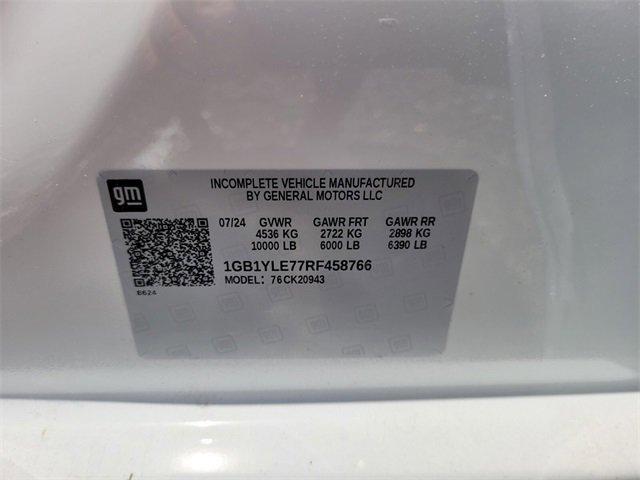 gm
INCOMPLETE VEHICLE MANUFACTURED
BY GENERAL MOTORS LLC
07/24 GVWR GAWR FRT GAWR RR
4536 KG 2722 KG 2898 KG
10000 LB 6000 LB 6390 LB
1GB1YLE77RF458766
B624
MODEL: 76CK20943